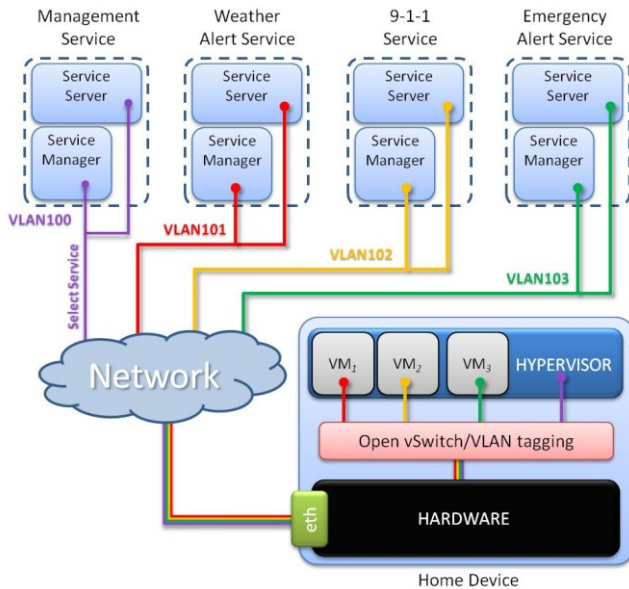 Management
Service
Weather
Alert Service
9-1-1
Service
Emergency
Alert Service
Service
Server
Service
Server
Service
Server
Service
Server
Service
Manager
Service
Manager
Service
Manager
Service
Manager
VLAN100
VLAN101
VLAN102
VLAN103
Select Service
Network
VM1
VM2
VM3
HYPERVISOR
Open vSwitch/VLAN tagging
eth
HARDWARE
Home Device